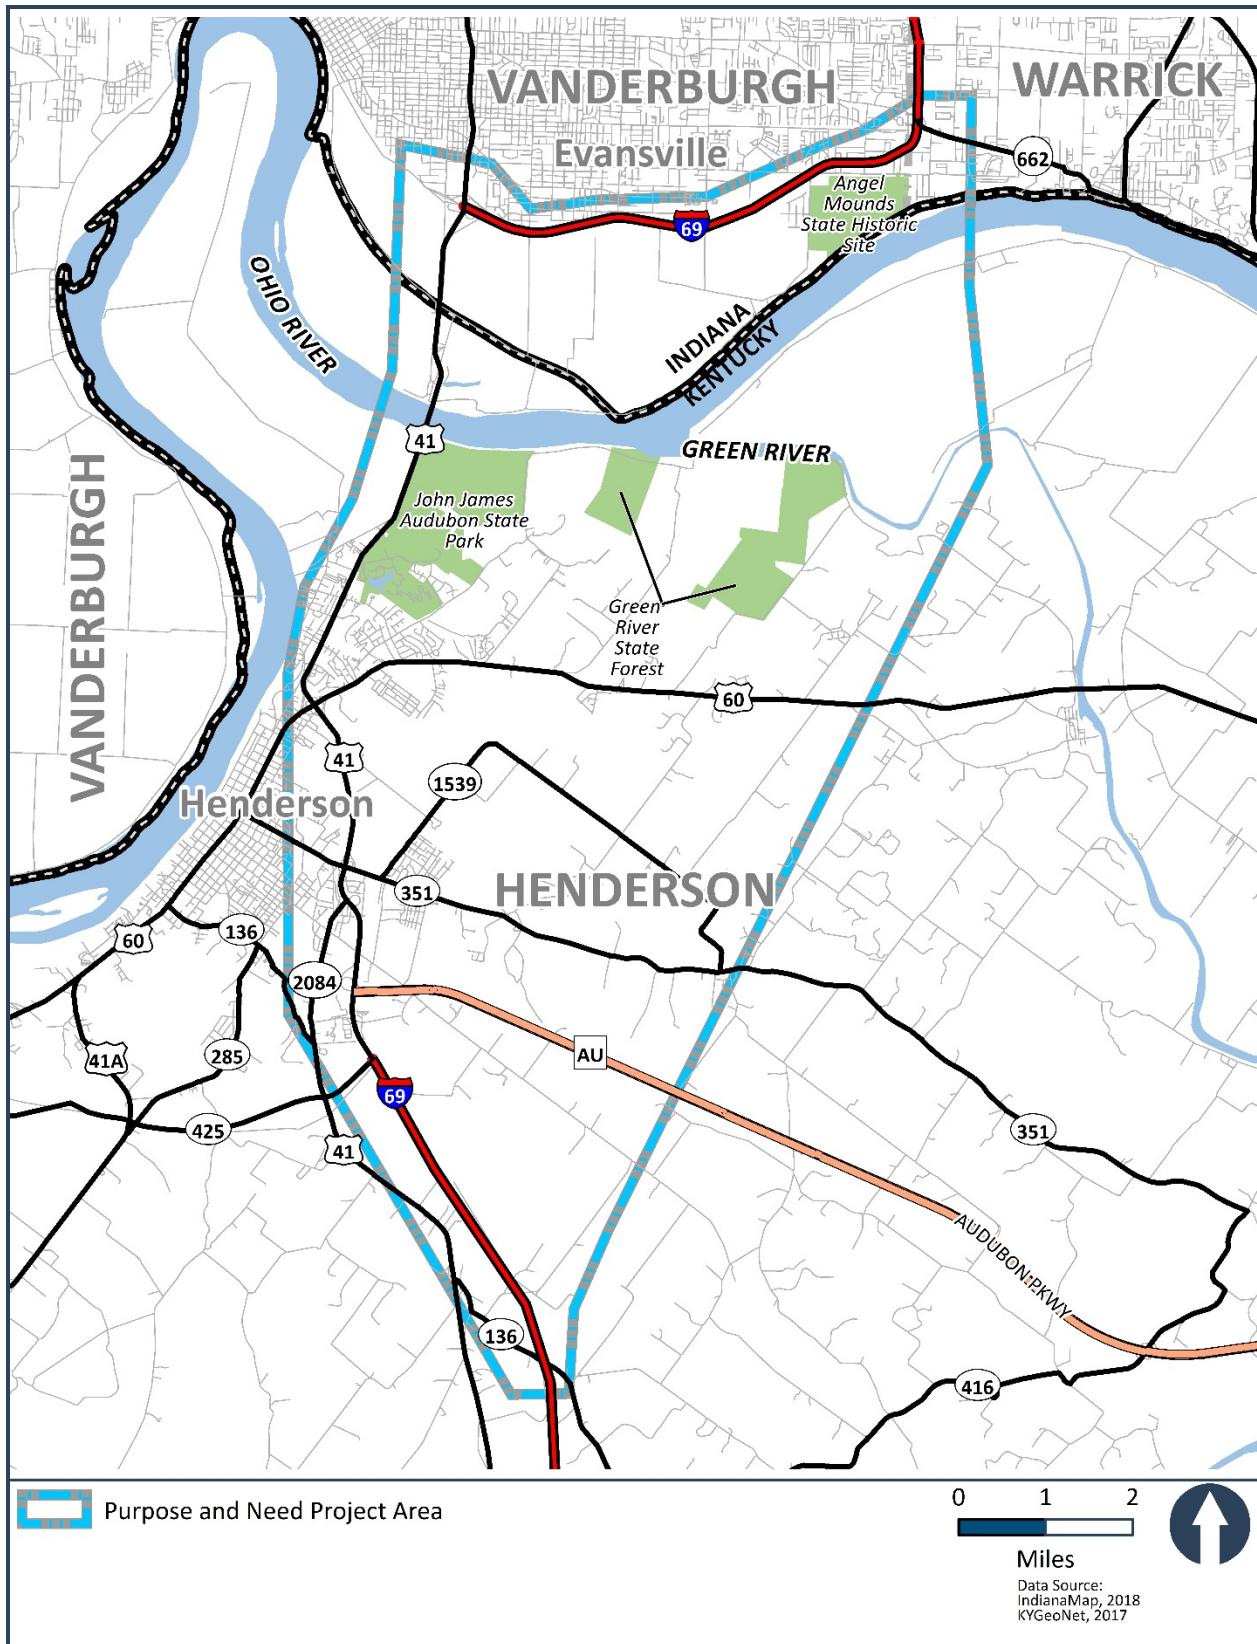 VANDERBURGH
WARRICK
Evansville
662
Angel
Mounds
State Historic
Site
69
OHIO RIVER
INDIANA
KENTUCKY
41
GREEN RIVER
John James
Audubon State
Park
VANDERBURGH
Green
River
State
Forest
60
41
1539
Henderson
351
HENDERSON
60
136
2084
41A
285
AU
69
425
41
351
AUDUBON PKWY
136
416
Purpose and Need Project Area
0 1 2
Miles
Data Source:
IndianaMap, 2018
KYGeoNet, 2017